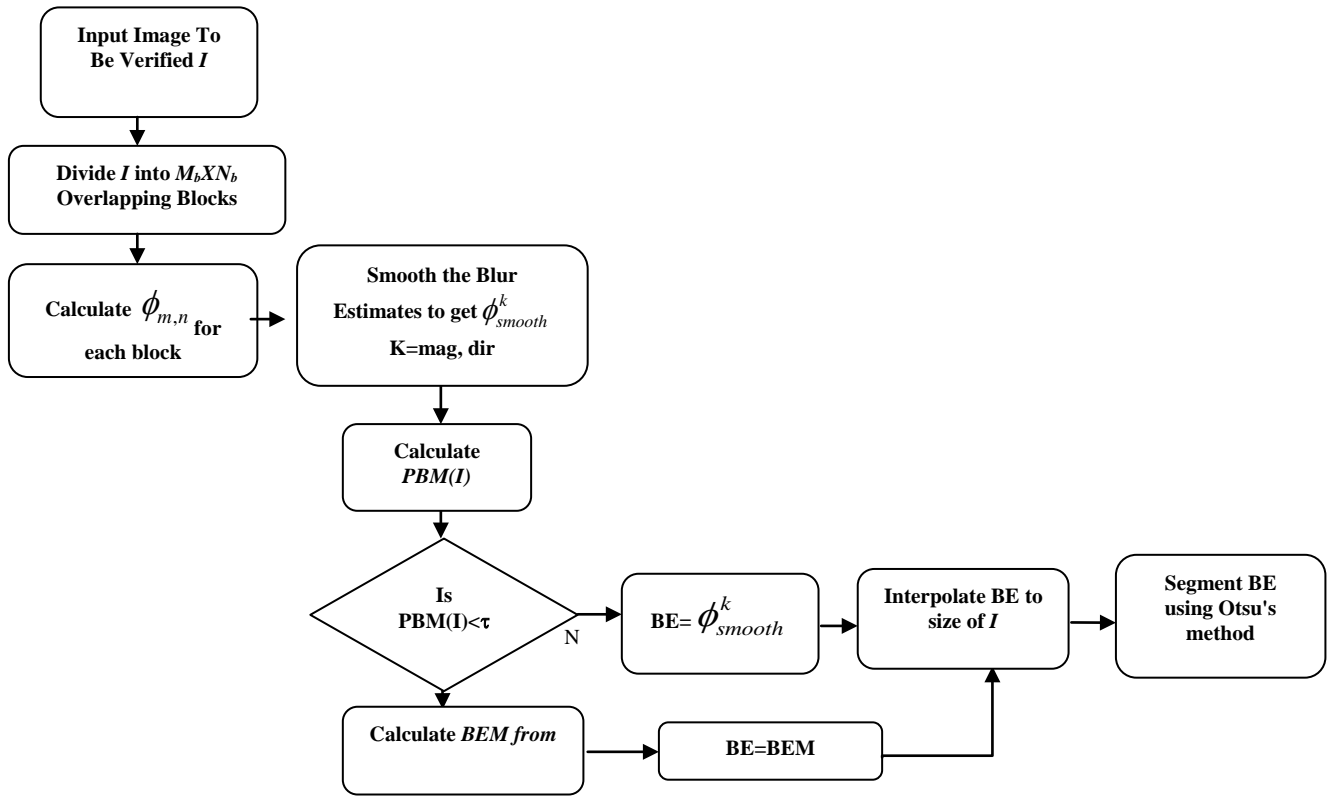 Input Image To
Be Verified I
Divide I into MbXNb
Overlapping Blocks
Calculate ϕm,n for
each block
Smooth the Blur
Estimates to get ϕ^k_smooth
K=mag, dir
Calculate
PBM(I)
Is
PBM(I)<τ
N
BE= ϕ^k_smooth
Interpolate BE to
size of I
Segment BE
using Otsu's
method
Calculate BEM from
BE=BEM